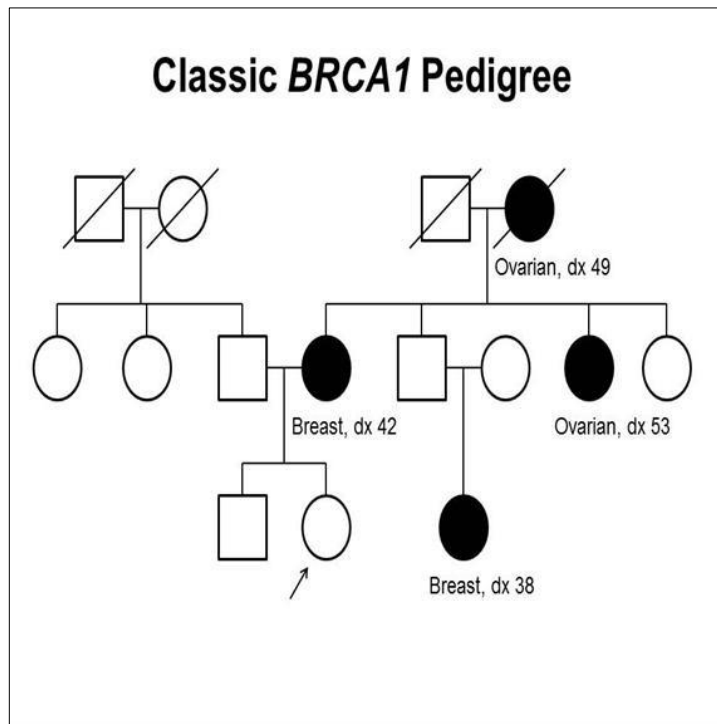 Classic BRCA1 Pedigree
Ovarian, dx 49
Breast, dx 42
Ovarian, dx 53
Breast, dx 38